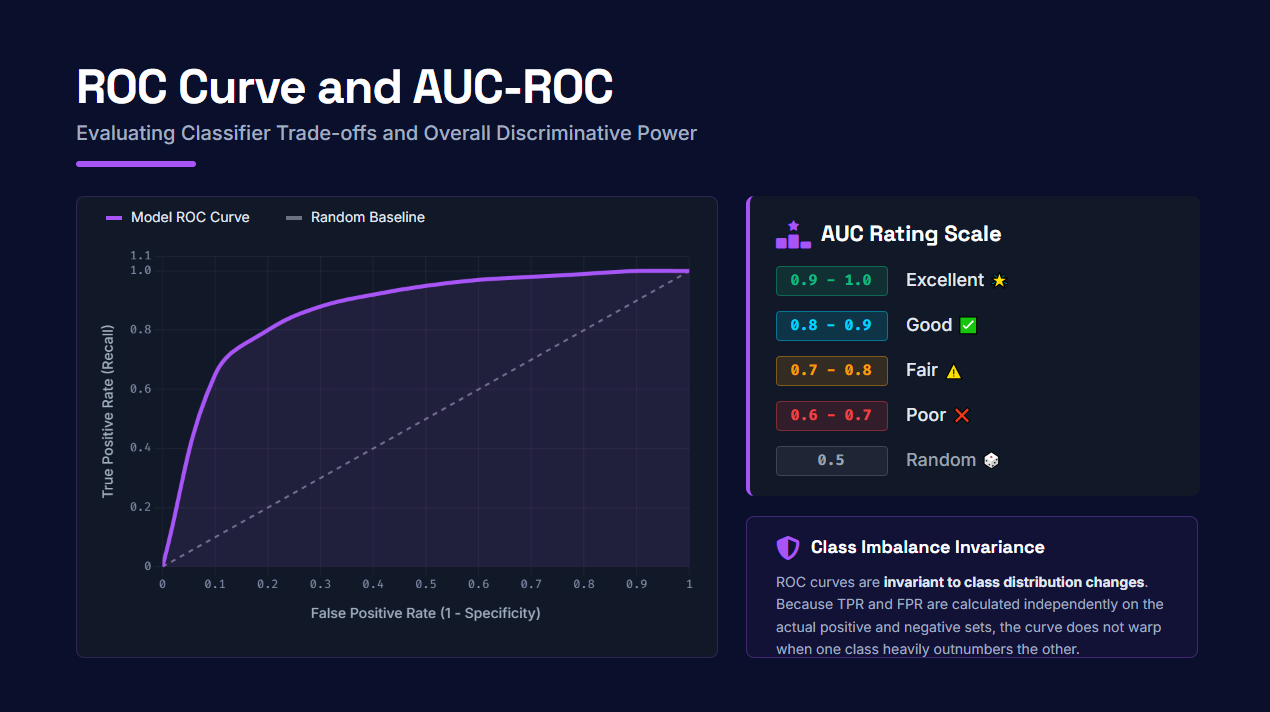 ROC Curve and AUC-ROC
Evaluating Classifier Trade-offs and Overall Discriminative Power
Model ROC Curve
Random Baseline
1.1
1.0
0.8
0.6
0.4
0.2
0
True Positive Rate (Recall)
0 0.1 0.2 0.3 0.4 0.5 0.6 0.7 0.8 0.9 1
False Positive Rate (1 - Specificity)
AUC Rating Scale
0.9 - 1.0 Excellent ⭐
0.8 - 0.9 Good ✅
0.7 - 0.8 Fair ⚠️
0.6 - 0.7 Poor ❌
0.5 Random 🎲
Class Imbalance Invariance
ROC curves are invariant to class distribution changes.
Because TPR and FPR are calculated independently on the
actual positive and negative sets, the curve does not warp
when one class heavily outnumbers the other.